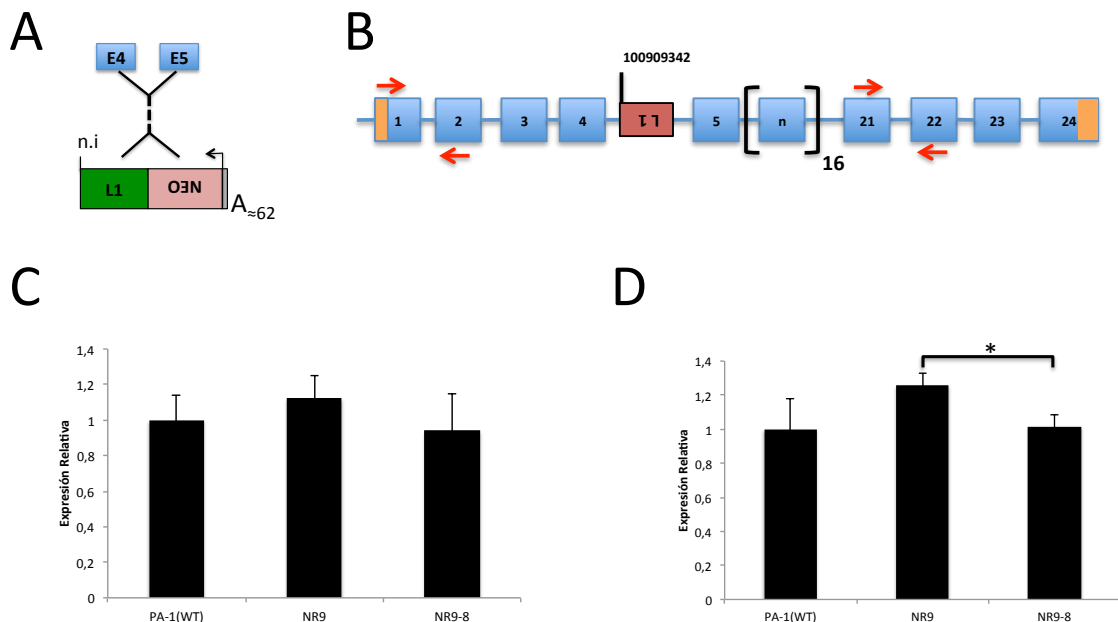 A
E4 E5
n.i
L1 NEO
A≈62
B
100909342
1 2 3 4 L1 5 n 21 22 23 24
16
C
Expresión Relativa
1,4
1,2
1
0,8
0,6
0,4
0,2
0
PA-1(WT) NR9 NR9-8
D
*
Expresión Relativa
1,4
1,2
1
0,8
0,6
0,4
0,2
0
PA-1(WT) NR9 NR9-8